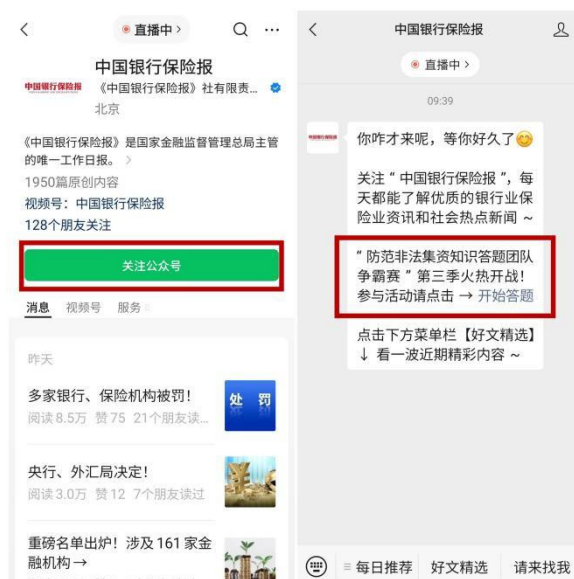 直播中
中国银行保险报
中国银行保险报
《中国银行保险报》社有限责...
北京
《中国银行保险报》是国家金融监督管理总局主管
的唯一工作日报。
1950篇原创内容
视频号：中国银行保险报
128个朋友关注
关注公众号
消息 视频号 服务
昨天
多家银行、保险机构被罚！
阅读8.5万 赞75 21个朋友读...
处 罚
央行、外汇局决定！
阅读3.0万 赞12 7个朋友读过
重磅名单出炉！涉及161家金
融机构→
中国银行保险报
直播中
09:39
中国银行保险报
你咋才来呢，等你好久了😊
关注“中国银行保险报”，每
天都能了解优质的银行业保
险业资讯和社会热点新闻～
“防范非法集资知识答题团队
争霸赛”第三季火热开战！
参与活动请点击→开始答题
点击下方菜单栏【好文精选】
↓看一波近期精彩内容～
每日推荐 好文精选 请来找我